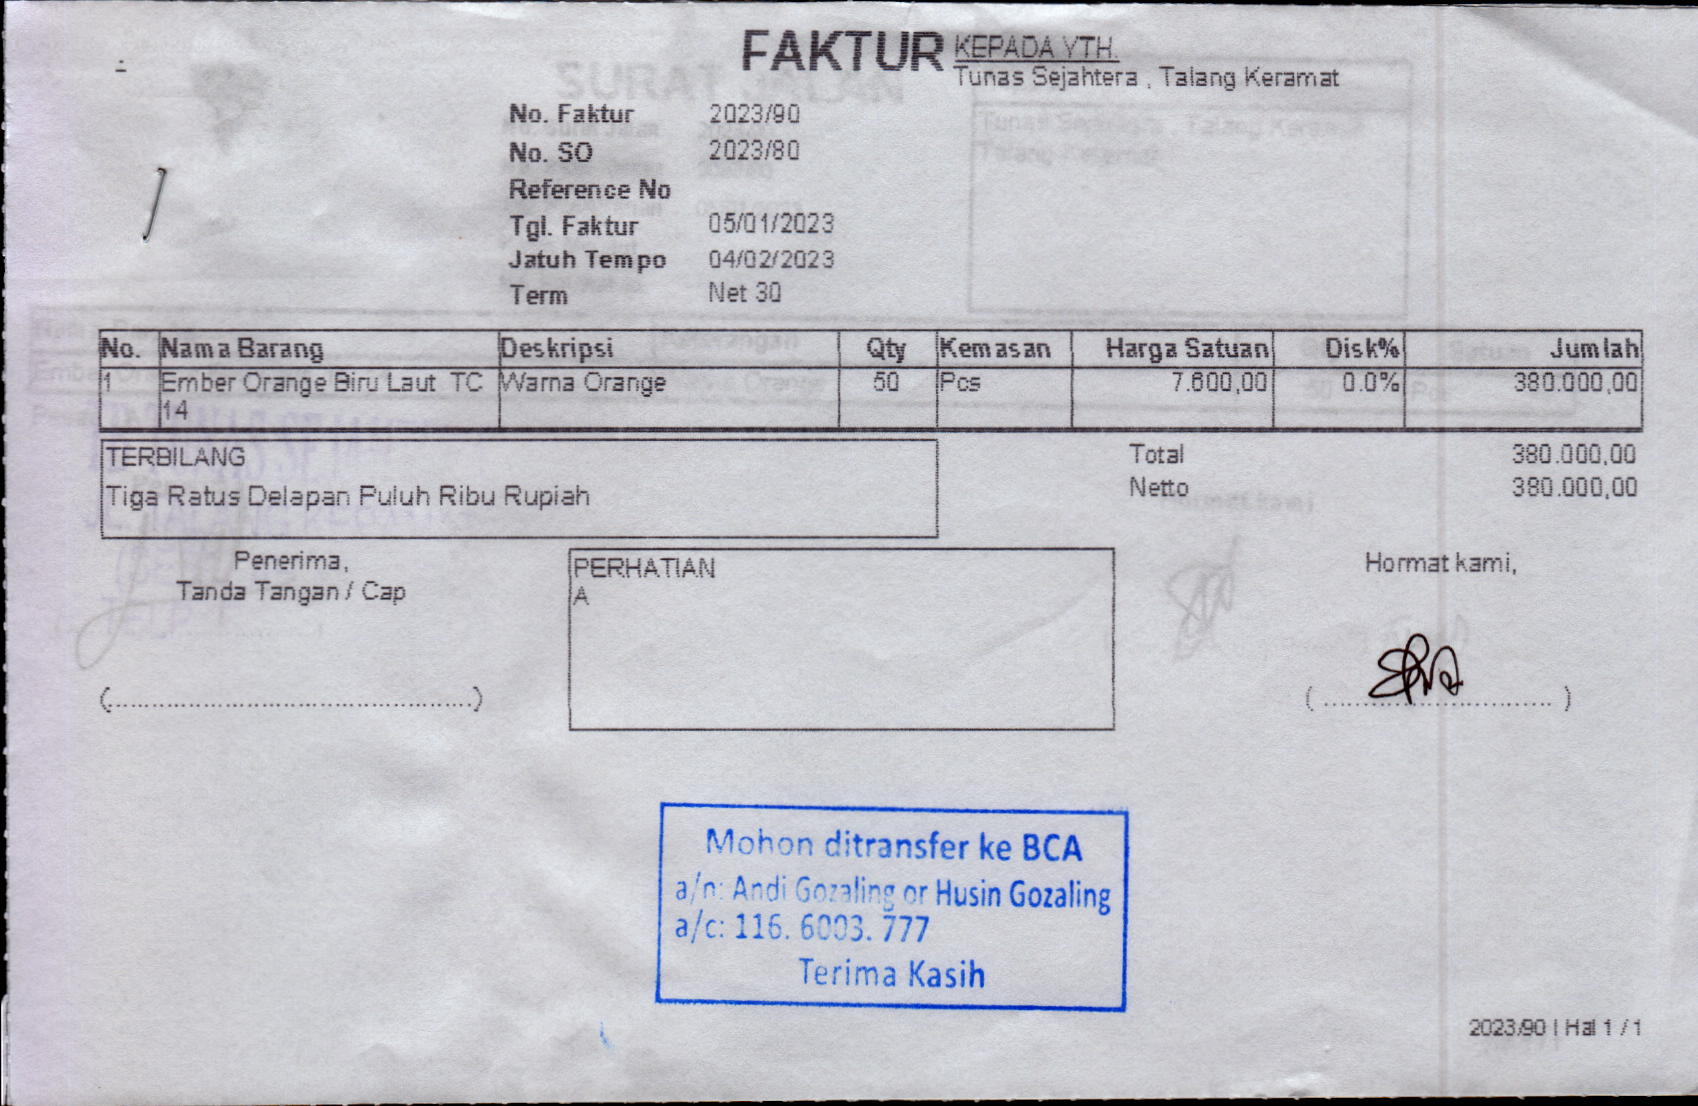 FAKTUR
KEPADA YTH.
Tunas Sejahtera , Talang Keramat
No. Faktur 2023/90
No. SO 2023/80
Reference No
Tgl. Faktur 05/01/2023
Jatuh Tempo 04/02/2023
Term Net 30
No. Nama Barang Deskripsi Qty Kemasan Harga Satuan Disk% Jumlah
1 Ember Orange Biru Laut TC Warna Orange 50 Pcs 7.600,00 0.0% 380.000,00
14
TERBILANG
Tiga Ratus Delapan Puluh Ribu Rupiah
Total 380.000,00
Netto 380.000,00
Penerima,
Tanda Tangan / Cap
(........................................................)
PERHATIAN
A
Hormat kami,
( .................................. )
Mohon ditransfer ke BCA
a/n: Andi Gozaling or Husin Gozaling
a/c: 116. 6003. 777
Terima Kasih
2023/90 | Hal 1 / 1